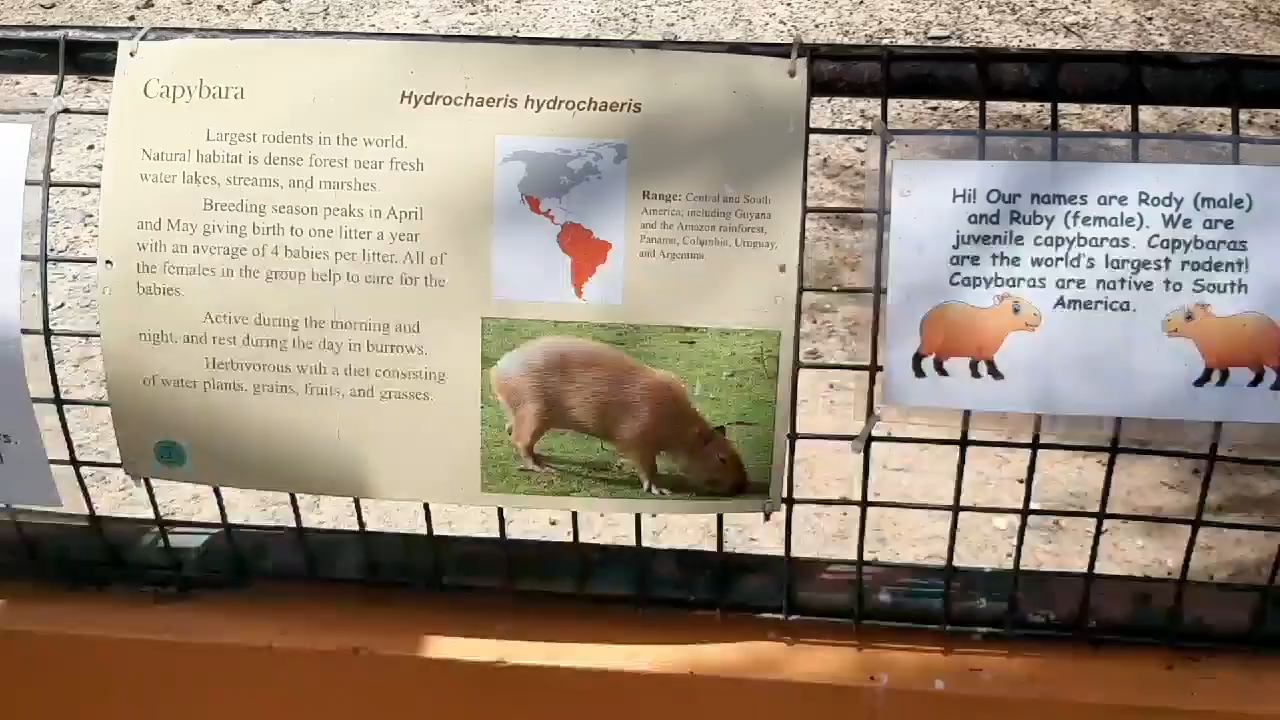 Capybara
Hydrochaeris hydrochaeris
Largest rodents in the world.
Natural habitat is dense forest near fresh
water lakes, streams, and marshes.
Breeding season peaks in April
and May giving birth to one litter a year
with an average of 4 babies per litter. All of
the females in the group help to care for the
babies.
Active during the morning and
night, and rest during the day in burrows.
Herbivorous with a diet consisting
of water plants, grains, fruits, and grasses.
Range: Central and South
America, including Guyana
and the Amazon rainforest,
Panama, Columbia, Uruguay,
and Argentina
Hi! Our names are Rody (male)
and Ruby (female). We are
juvenile capybaras. Capybaras
are the world's largest rodent!
Capybaras are native to South
America.